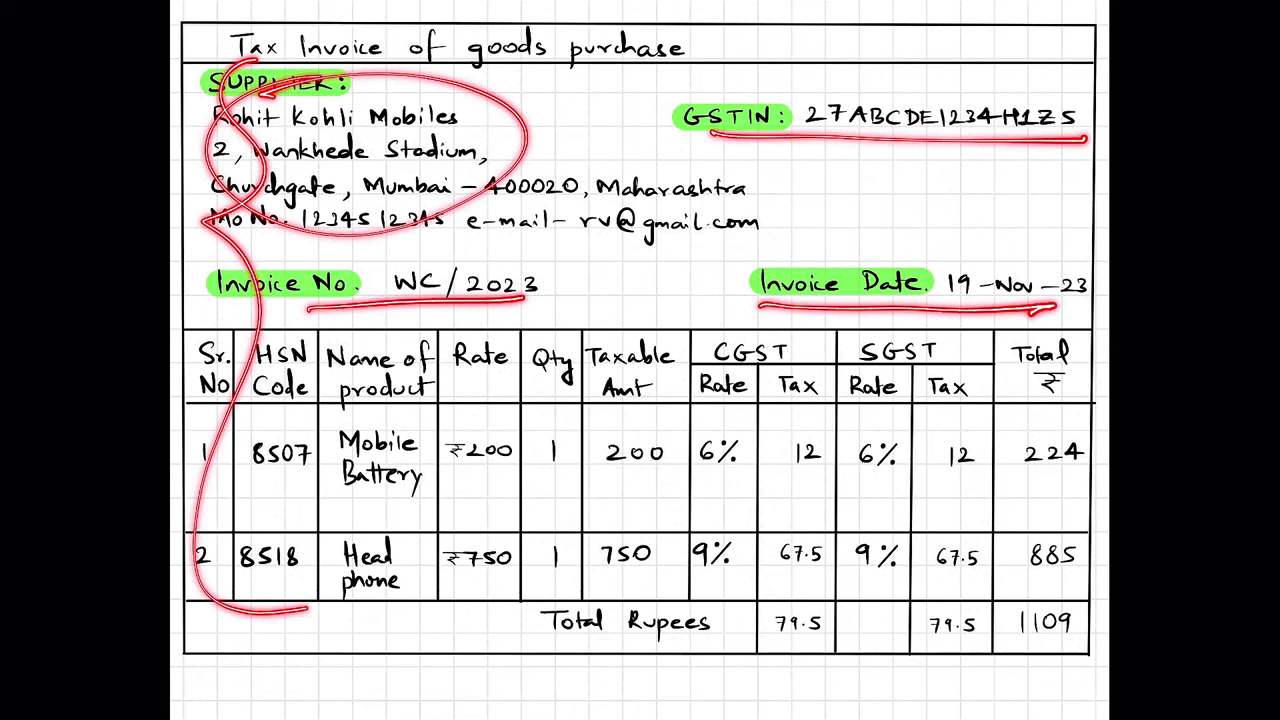 Tax Invoice of goods purchase
SUPPLIER:
Rohit Kohli Mobiles GSTIN: 27ABCDE1234H1Z5
2, Wankhede Stadium,
Churchgate, Mumbai - 400020, Maharashtra
Mo No. 1234512345 e-mail- rv@gmail.com
Invoice No. WC/2023 Invoice Date. 19-Nov-23
Sr. No HSN Code Name of product Rate Qty Taxable Amt CGST SGST Total ₹
Rate Tax Rate Tax
1 8507 Mobile Battery ₹200 1 200 6% 12 6% 12 224
2 8518 Head phone ₹750 1 750 9% 67.5 9% 67.5 885
Total Rupees 79.5 79.5 1109